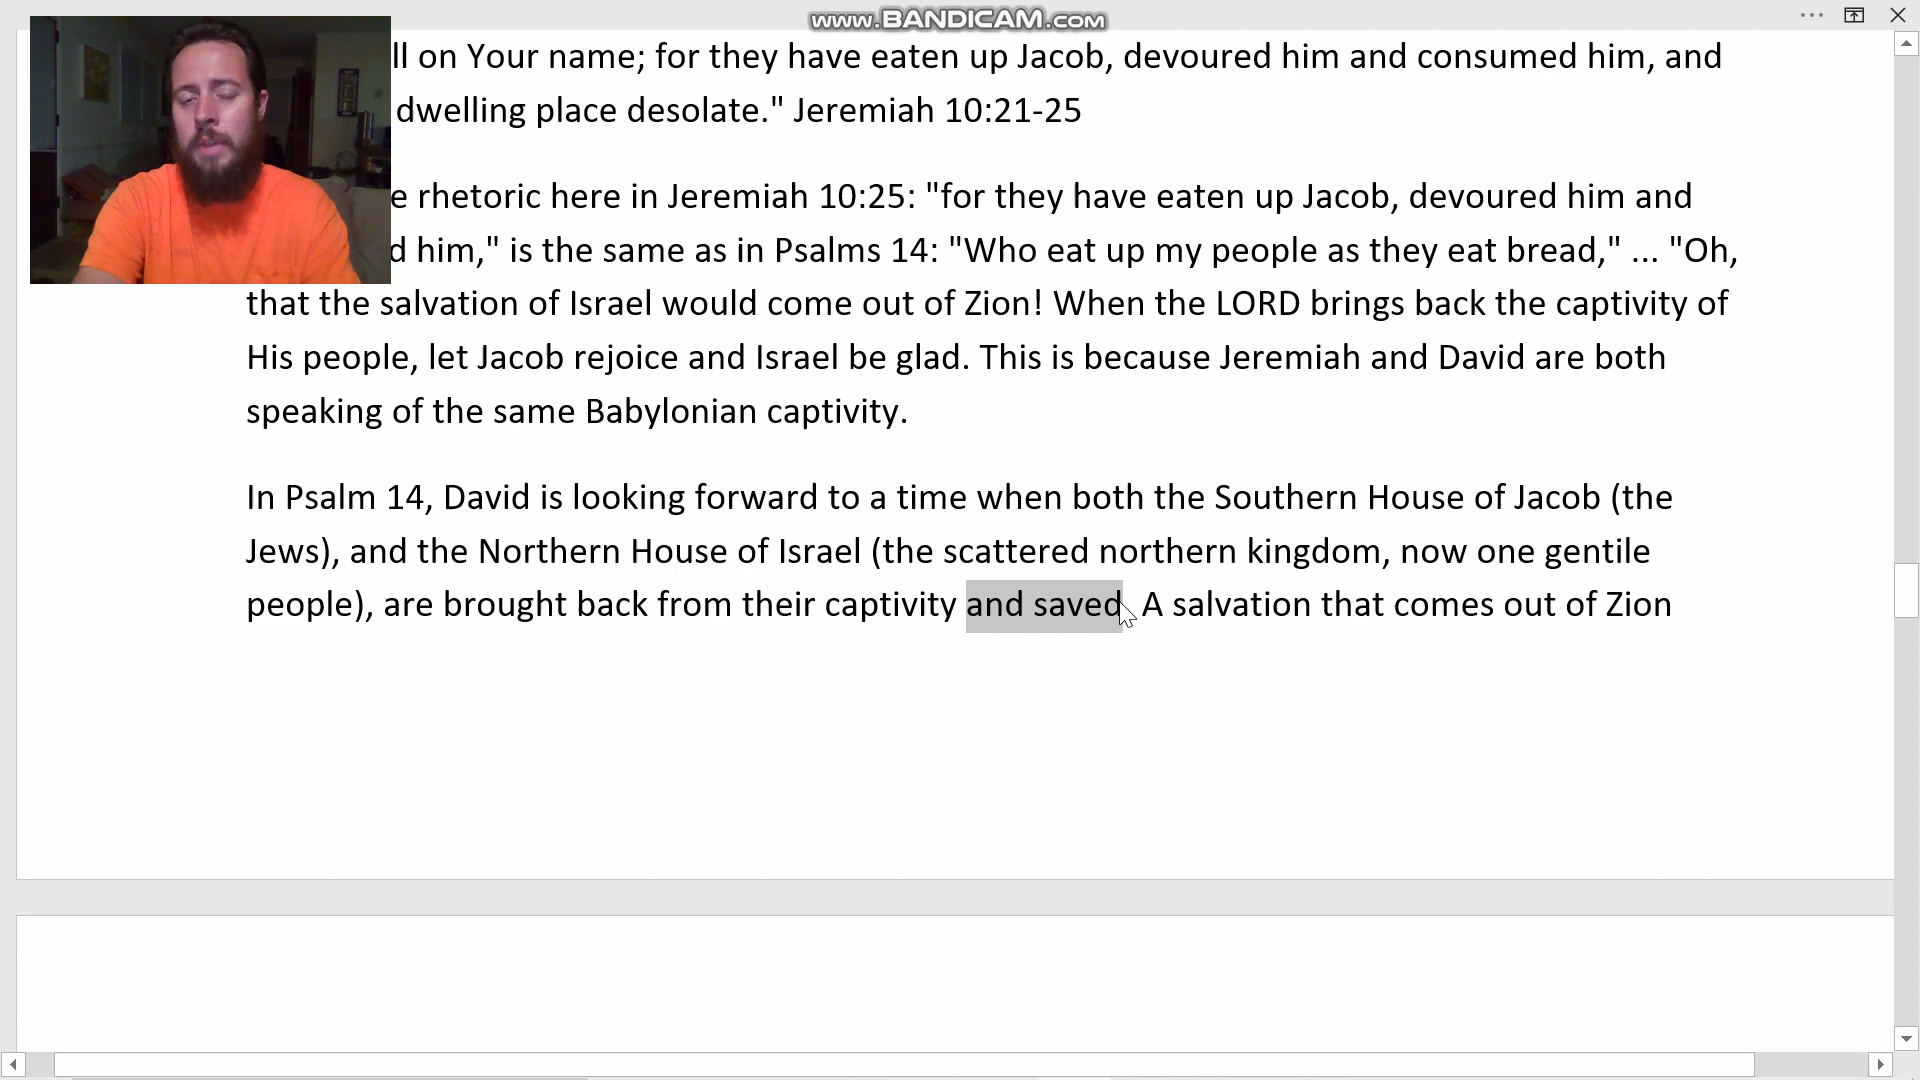 www.BANDICAM.com
ll on Your name; for they have eaten up Jacob, devoured him and consumed him, and
dwelling place desolate." Jeremiah 10:21-25
e rhetoric here in Jeremiah 10:25: "for they have eaten up Jacob, devoured him and
d him," is the same as in Psalms 14: "Who eat up my people as they eat bread," ... "Oh,
that the salvation of Israel would come out of Zion! When the LORD brings back the captivity of
His people, let Jacob rejoice and Israel be glad. This is because Jeremiah and David are both
speaking of the same Babylonian captivity.
In Psalm 14, David is looking forward to a time when both the Southern House of Jacob (the
Jews), and the Northern House of Israel (the scattered northern kingdom, now one gentile
people), are brought back from their captivity and saved. A salvation that comes out of Zion